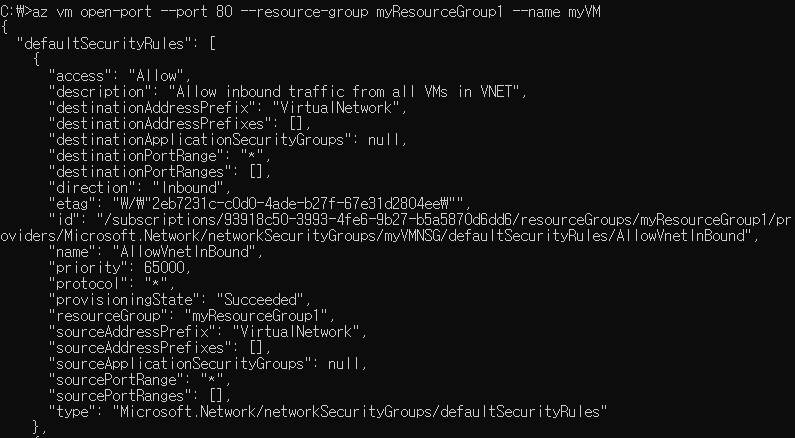 C:₩>az vm open-port --port 80 --resource-group myResourceGroup1 --name myVM
{
  "defaultSecurityRules": [
    {
      "access": "Allow",
      "description": "Allow inbound traffic from all VMs in VNET",
      "destinationAddressPrefix": "VirtualNetwork",
      "destinationAddressPrefixes": [],
      "destinationApplicationSecurityGroups": null,
      "destinationPortRange": "*",
      "destinationPortRanges": [],
      "direction": "Inbound",
      "etag": "W/₩"2eb7231c-c0d0-4ade-b27f-67e31d2804ee₩"",
      "id": "/subscriptions/93918c50-3993-4fe6-9b27-b5a5870d6dd6/resourceGroups/myResourceGroup1/pr
oviders/Microsoft.Network/networkSecurityGroups/myVMNSG/defaultSecurityRules/AllowVnetInBound",
      "name": "AllowVnetInBound",
      "priority": 65000,
      "protocol": "*",
      "provisioningState": "Succeeded",
      "resourceGroup": "myResourceGroup1",
      "sourceAddressPrefix": "VirtualNetwork",
      "sourceAddressPrefixes": [],
      "sourceApplicationSecurityGroups": null,
      "sourcePortRange": "*",
      "sourcePortRanges": [],
      "type": "Microsoft.Network/networkSecurityGroups/defaultSecurityRules"
    },